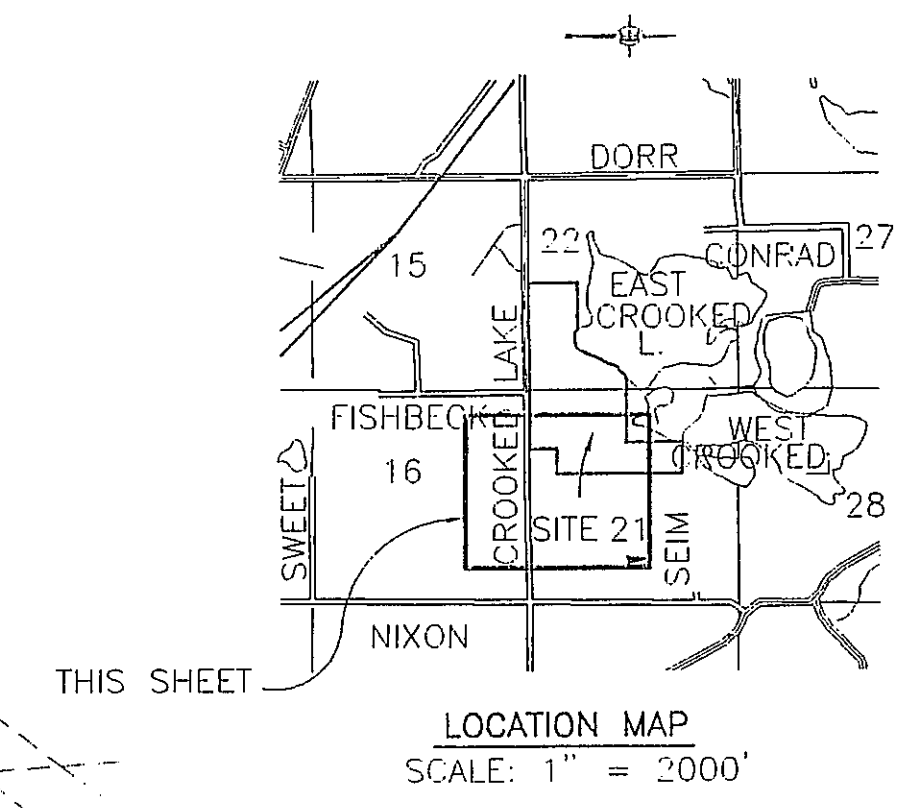 DORR
22
CONRAD
27
15
EAST
CROOKED
L.
CROOKED LAKE
FISHBECK
WEST
CROOKED L.
16
28
SWEET
SITE
21
SEIM
NIXON
THIS SHEET
LOCATION MAP
SCALE: 1" = 2000'